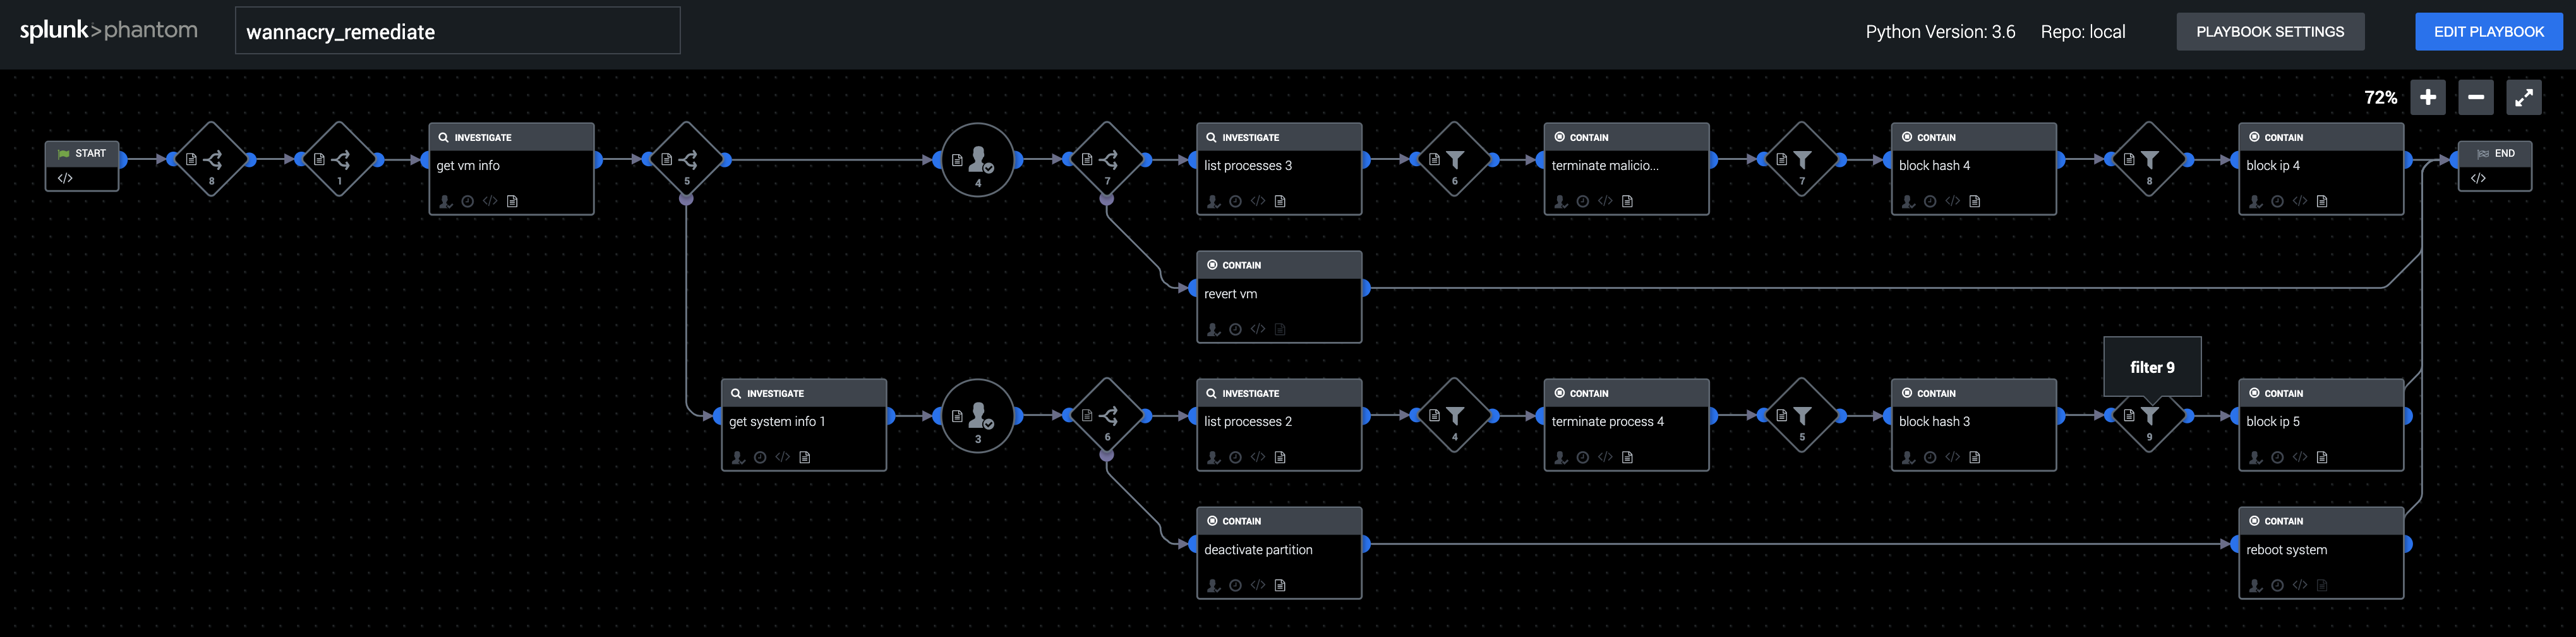 splunk>phantom
wannacry_remediate
Python Version: 3.6
Repo: local
PLAYBOOK SETTINGS
EDIT PLAYBOOK
72%
START
8
1
INVESTIGATE
get vm info
5
4
7
INVESTIGATE
list processes 3
6
CONTAIN
terminate malicio...
7
CONTAIN
block hash 4
8
CONTAIN
block ip 4
END
CONTAIN
revert vm
filter 9
INVESTIGATE
get system info 1
3
6
INVESTIGATE
list processes 2
4
CONTAIN
terminate process 4
5
CONTAIN
block hash 3
9
CONTAIN
block ip 5
CONTAIN
deactivate partition
CONTAIN
reboot system